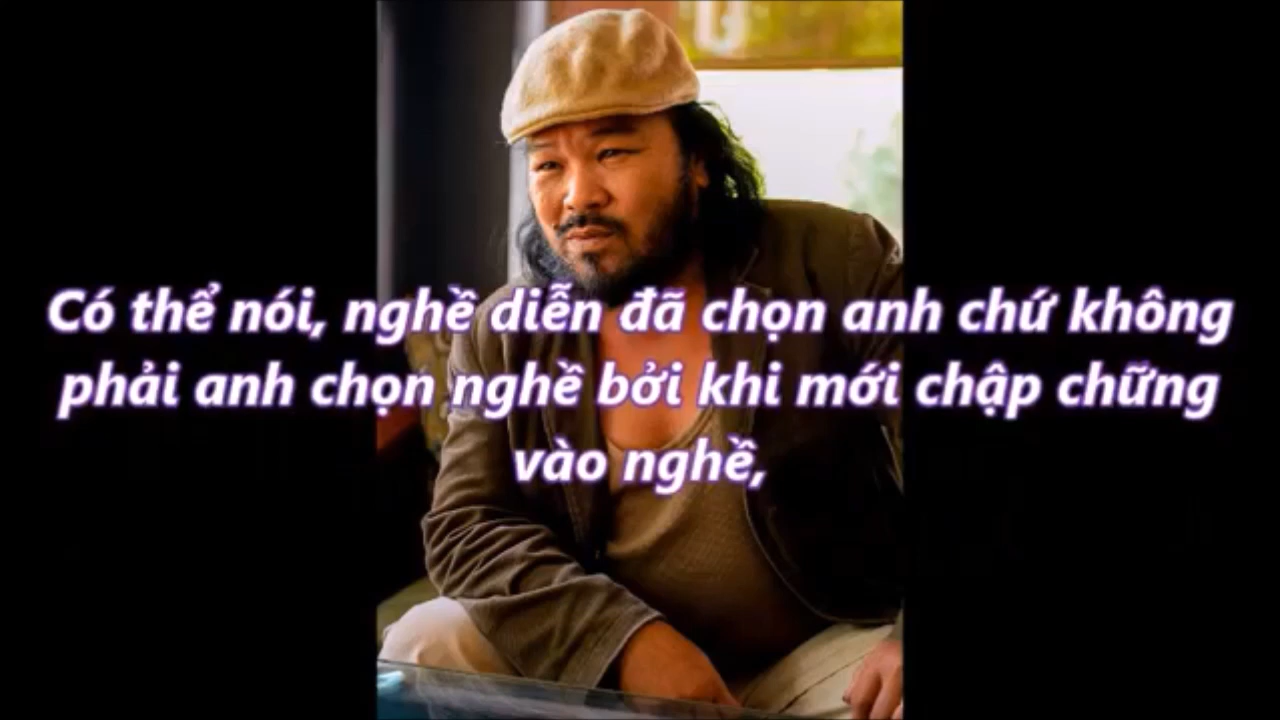 Có thể nói, nghề diễn đã chọn anh chứ không
phải anh chọn nghề bởi khi mới chập chững
vào nghề,